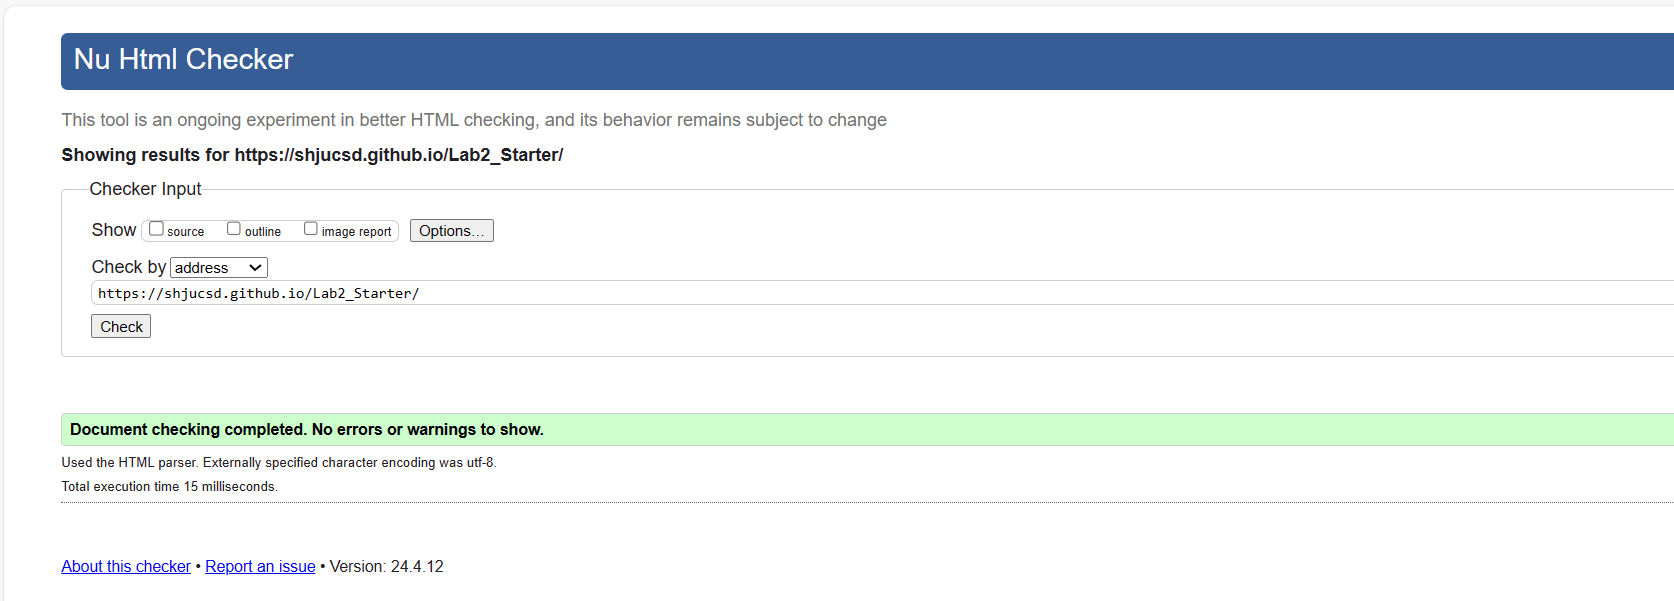 Nu Html Checker
This tool is an ongoing experiment in better HTML checking, and its behavior remains subject to change
Showing results for https://shjucsd.github.io/Lab2_Starter/
Checker Input
Show source outline image report Options...
Check by address
https://shjucsd.github.io/Lab2_Starter/
Check
Document checking completed. No errors or warnings to show.
Used the HTML parser. Externally specified character encoding was utf-8.
Total execution time 15 milliseconds.
About this checker • Report an issue • Version: 24.4.12